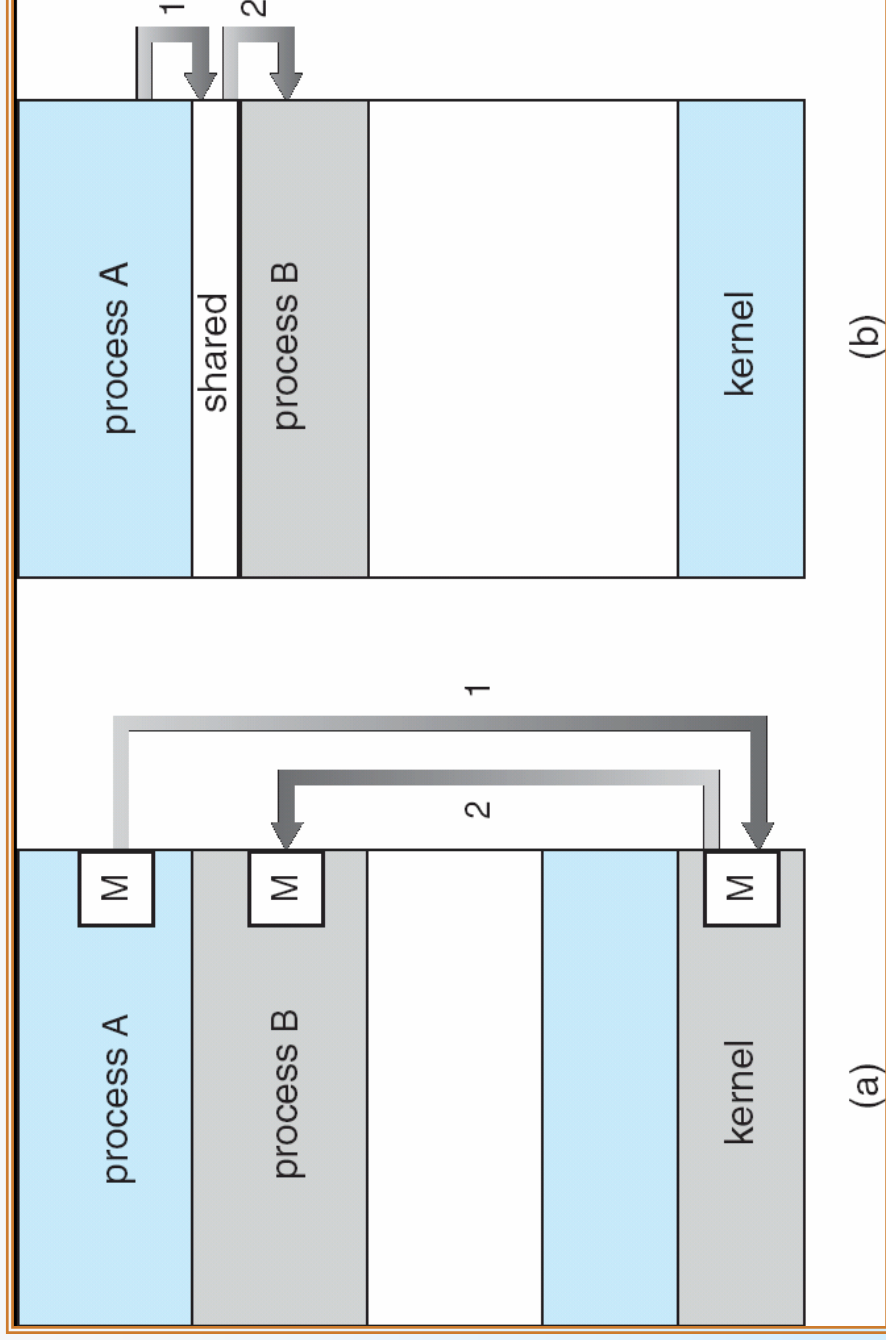 process A
M
process B
M
kernel
M
1
2
(a)
process A
shared
process B
kernel
1
2
(b)